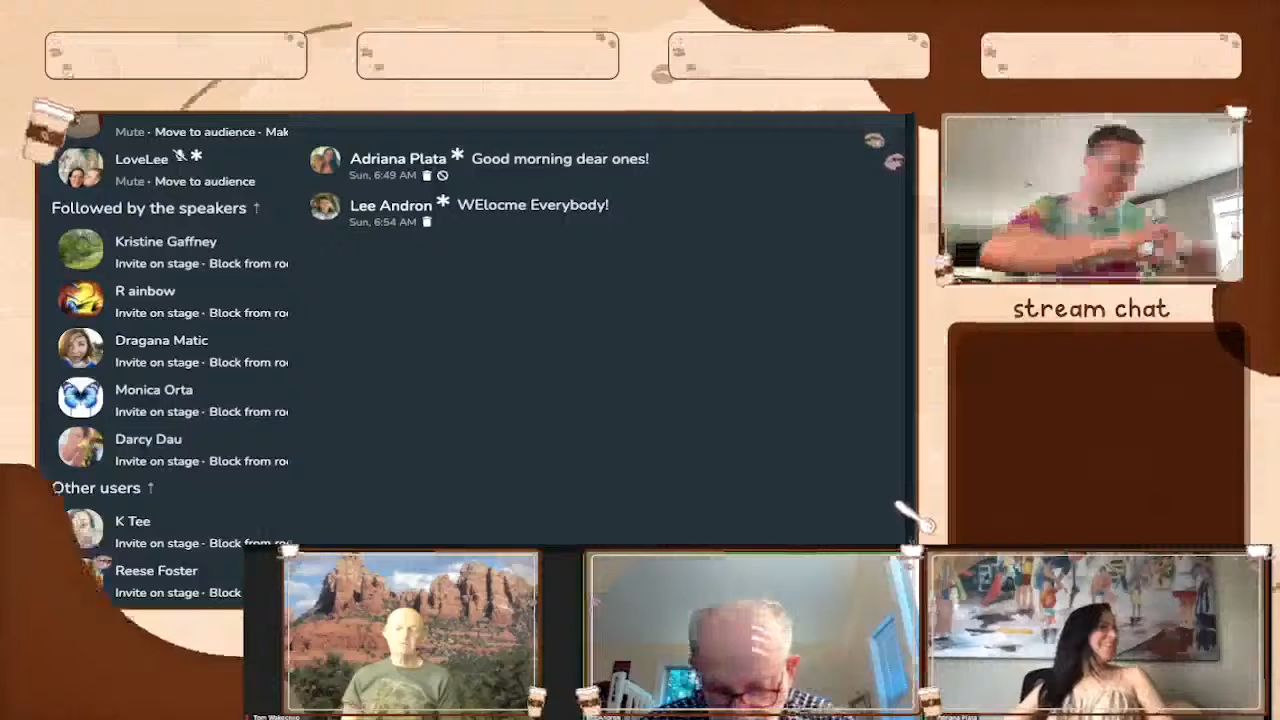 Mute · Move to audience · Mak
LoveLee
Mute · Move to audience
Followed by the speakers ↑
Kristine Gaffney
Invite on stage · Block from ro
R ainbow
Invite on stage · Block from ro
Dragana Matic
Invite on stage · Block from ro
Monica Orta
Invite on stage · Block from ro
Darcy Dau
Invite on stage · Block from ro
Other users ↑
K Tee
Invite on stage · Block from ro
Reese Foster
Invite on stage · Block
Adriana Plata * Good morning dear ones!
Sun, 6:49 AM
Lee Andron * WElocme Everybody!
Sun, 6:54 AM
stream chat
Adriana Plata